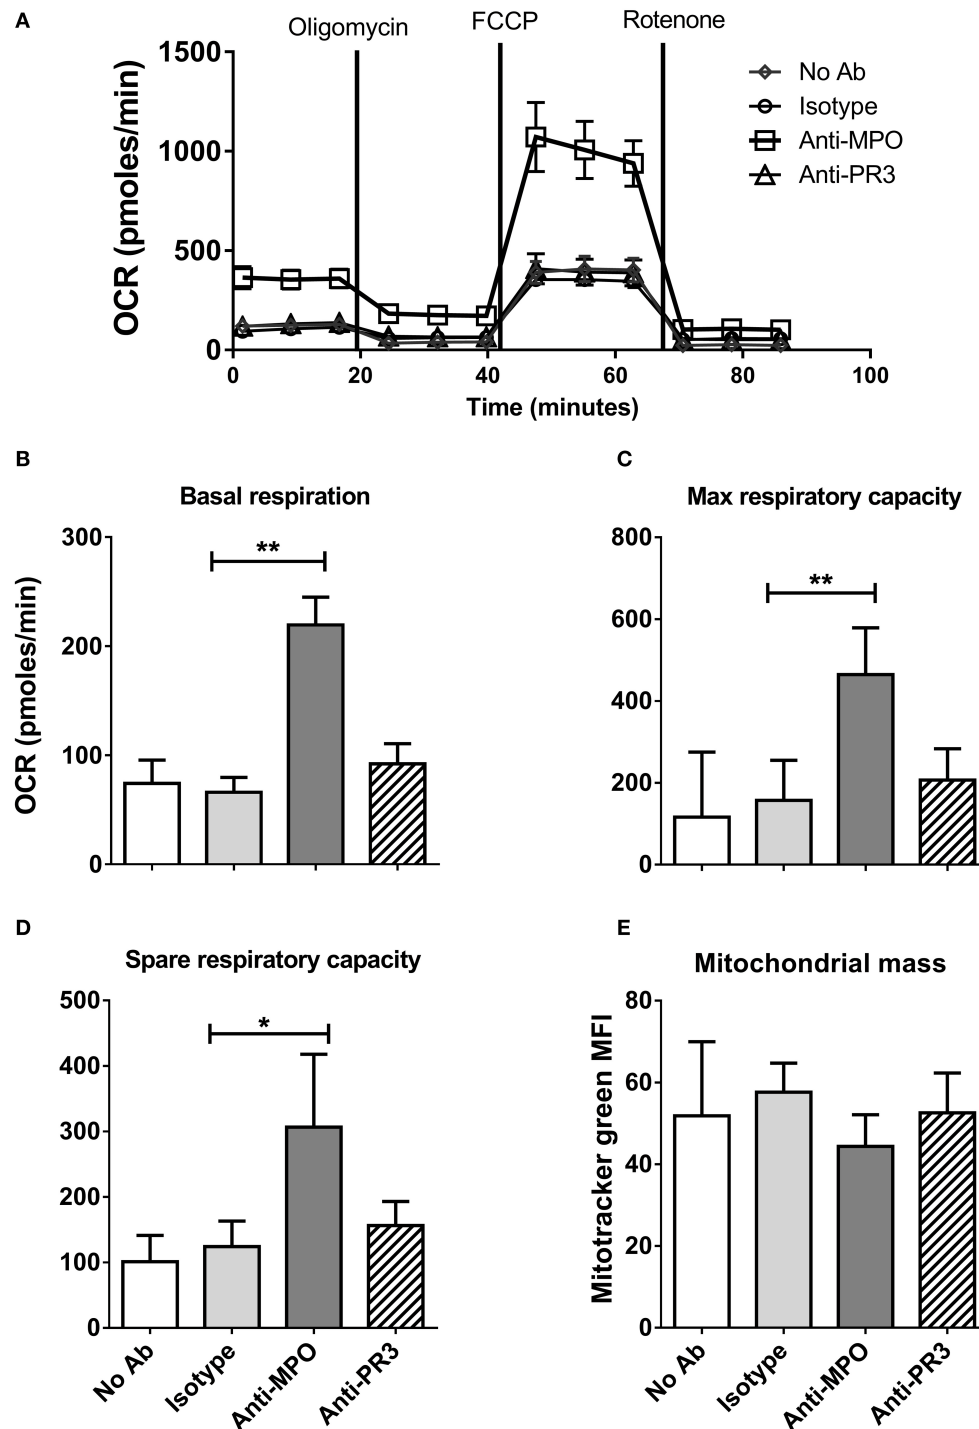 A
Oligomycin
FCCP
Rotenone
OCR (pmoles/min)
1500
1000
500
0
0 20 40 60 80 100
Time (minutes)
No Ab
Isotype
Anti-MPO
Anti-PR3
B
Basal respiration
OCR (pmoles/min)
300
200
100
0
**
C
Max respiratory capacity
800
600
400
200
0
**
D
Spare respiratory capacity
500
400
300
200
100
0
*
No Ab
Isotype
Anti-MPO
Anti-PR3
E
Mitochondrial mass
Mitotracker green MFI
80
60
40
20
0
No Ab
Isotype
Anti-MPO
Anti-PR3